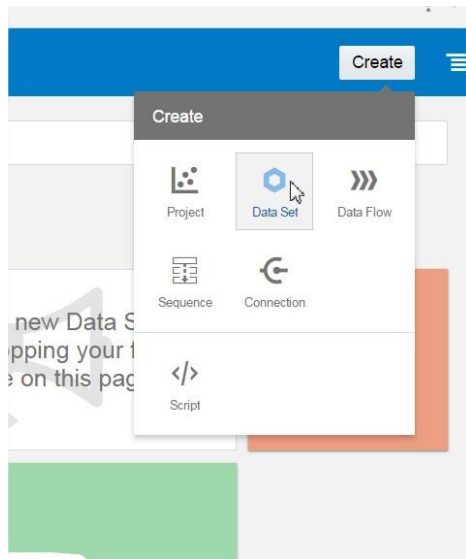 Create
Create
Project
Data Set
Data Flow
Sequence
Connection
new Data S
pping your f
e on this pag
</>
Script